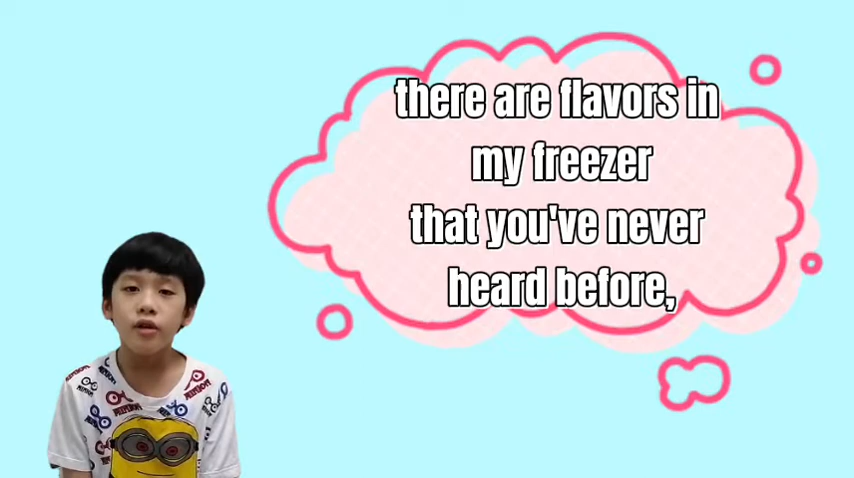 there are flavors in
my freezer
that you've never
heard before,